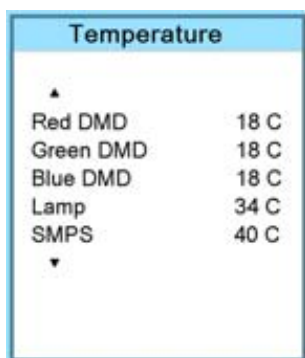 Temperature
▲
Red DMD 18 C
Green DMD 18 C
Blue DMD 18 C
Lamp 34 C
SMPS 40 C
▼